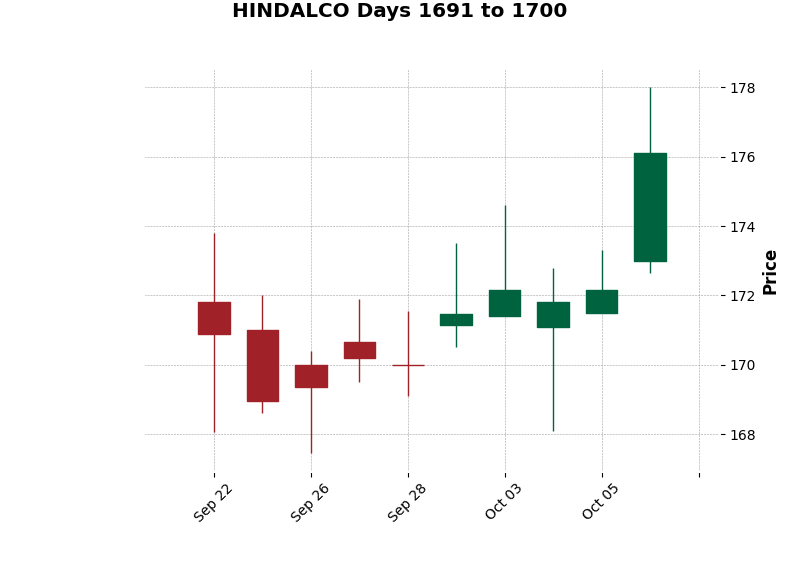 HINDALCO Days 1691 to 1700
178
176
174
172
170
168
Price
Sep 22
Sep 26
Sep 28
Oct 03
Oct 05